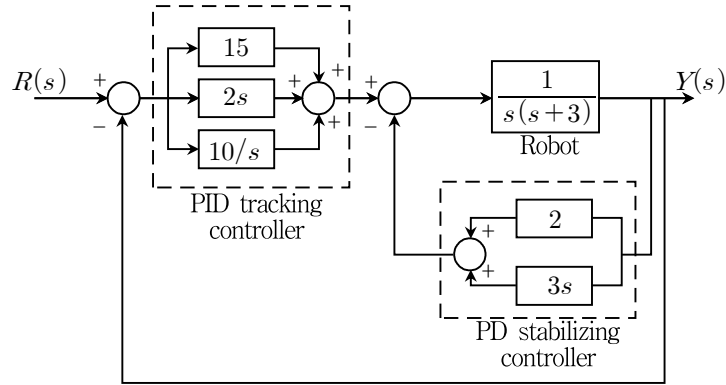 15
+
R(s)
+
2s
+
+
1
s(s+3)
Y(s)
−
10/s
+
−
Robot
PID tracking
controller
2
+
+
3s
PD stabilizing
controller